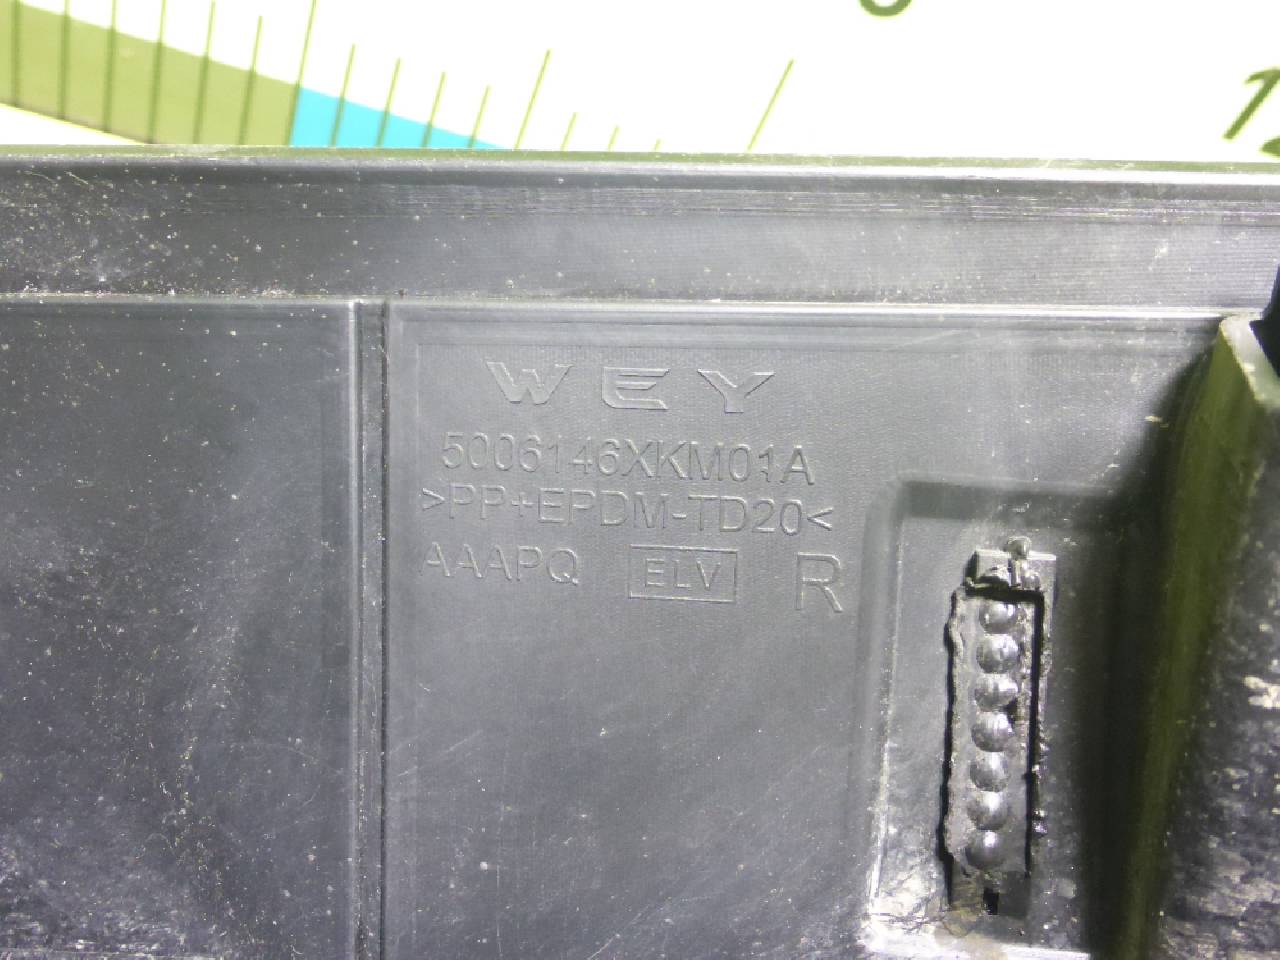 WEY
5006146XKM01A
>PP+EPDM-TD20<
AAAPQ ELV R